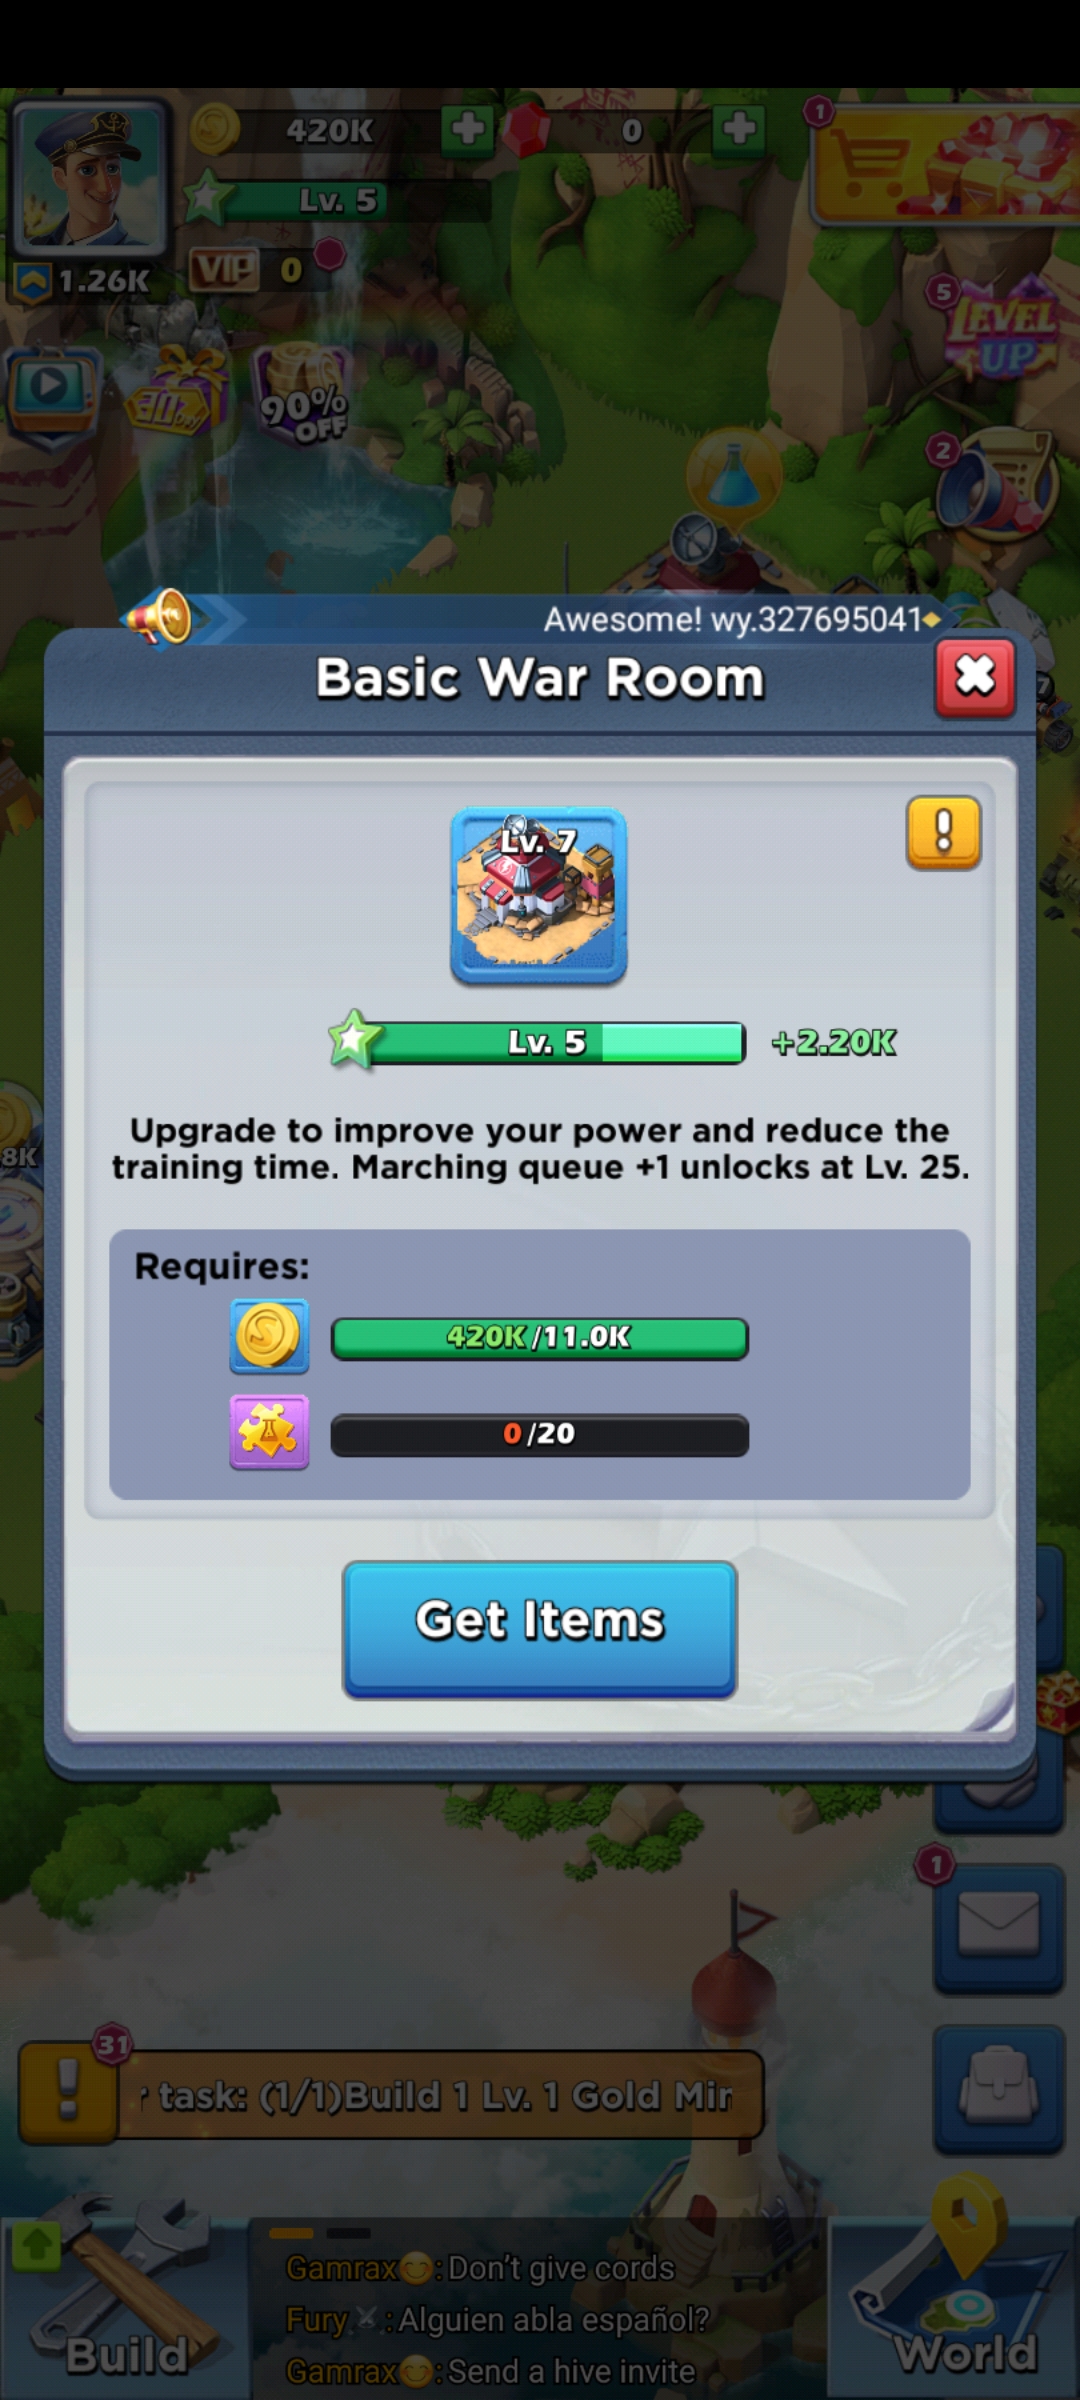 420K
0
1
Lv. 5
1.26K
VIP 0
5
LEVEL
UP
30
90%
OFF
2
Awesome! wy.327695041
Basic War Room
7
Lv. 7
Lv. 5
+2.20K
8K
Upgrade to improve your power and reduce the
training time. Marching queue +1 unlocks at Lv. 25.
Requires:
420K/11.0K
0/20
Get Items
1
31
r task: (1/1)Build 1 Lv. 1 Gold Min
Gamrax😊:Don't give cords
Fury⚔:Alguien abla español?
Gamrax😊:Send a hive invite
Build
World